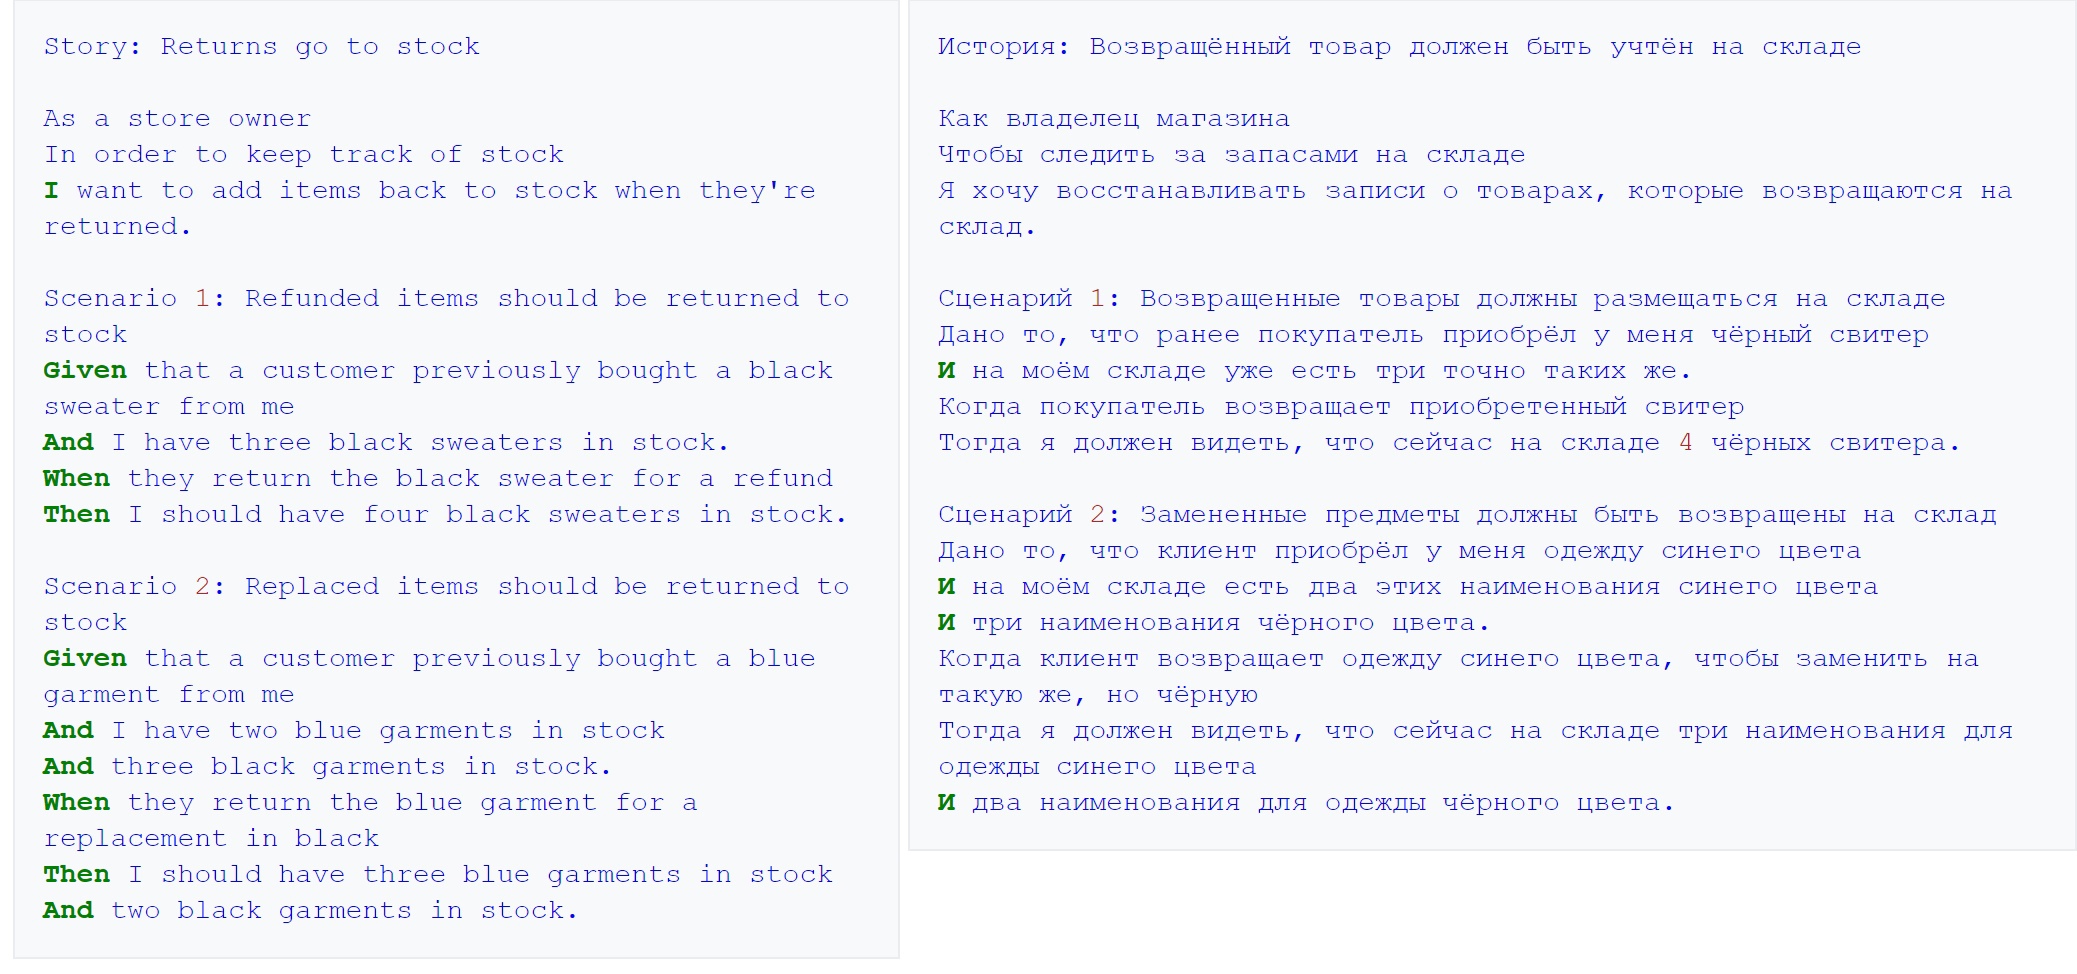 Story: Returns go to stock
As a store owner
In order to keep track of stock
I want to add items back to stock when they're
returned.
Scenario 1: Refunded items should be returned to
stock
Given that a customer previously bought a black
sweater from me
And I have three black sweaters in stock.
When they return the black sweater for a refund
Then I should have four black sweaters in stock.
Scenario 2: Replaced items should be returned to
stock
Given that a customer previously bought a blue
garment from me
And I have two blue garments in stock
And three black garments in stock.
When they return the blue garment for a
replacement in black
Then I should have three blue garments in stock
And two black garments in stock.
История: Возвращённый товар должен быть учтён на складе
Как владелец магазина
Чтобы следить за запасами на складе
Я хочу восстанавливать записи о товарах, которые возвращаются на
склад.
Сценарий 1: Возвращенные товары должны размещаться на складе
Дано то, что ранее покупатель приобрёл у меня чёрный свитер
И на моём складе уже есть три точно таких же.
Когда покупатель возвращает приобретенный свитер
Тогда я должен видеть, что сейчас на складе 4 чёрных свитера.
Сценарий 2: Замененные предметы должны быть возвращены на склад
Дано то, что клиент приобрёл у меня одежду синего цвета
И на моём складе есть два этих наименования синего цвета
И три наименования чёрного цвета.
Когда клиент возвращает одежду синего цвета, чтобы заменить на
такую же, но чёрную
Тогда я должен видеть, что сейчас на складе три наименования для
одежды синего цвета
И два наименования для одежды чёрного цвета.